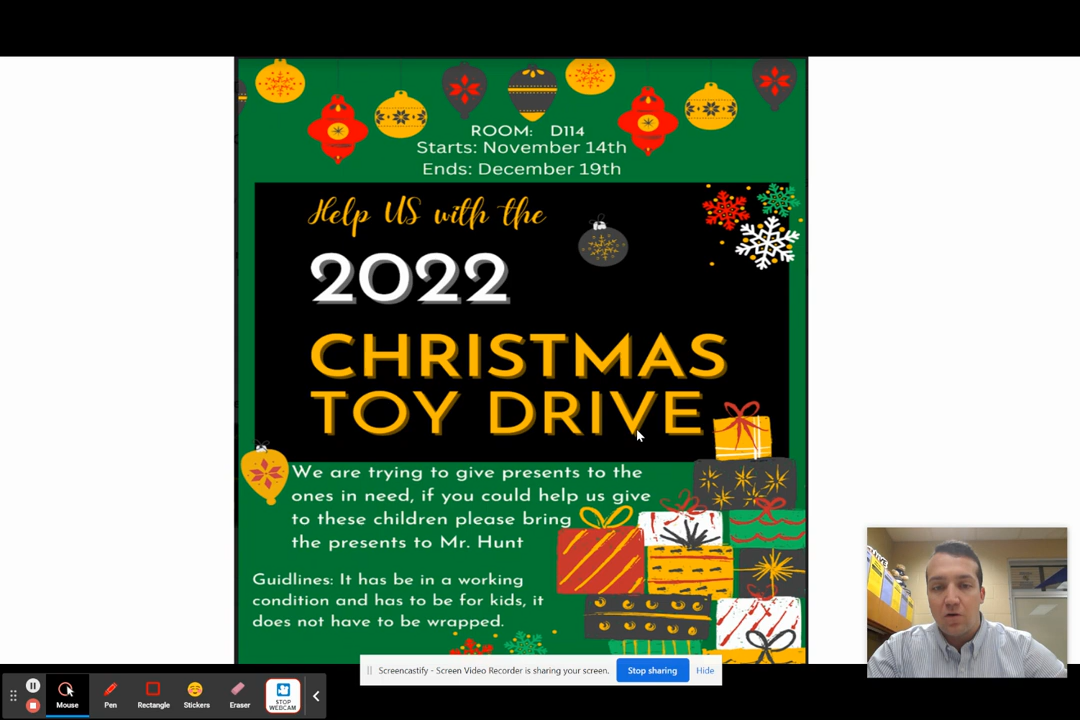 ROOM: D114
Starts: November 14th
Ends: December 19th
Help US with the
2022
CHRISTMAS
TOY DRIVE
We are trying to give presents to the
ones in need, if you could help us give
to these children please bring
the presents to Mr. Hunt
Guidlines: It has be in a working
condition and has to be for kids, it
does not have to be wrapped.
Screencastify - Screen Video Recorder is sharing your screen.
Stop sharing
Hide
Mouse
Pen
Rectangle
Stickers
Eraser
STOP
WEBCAM